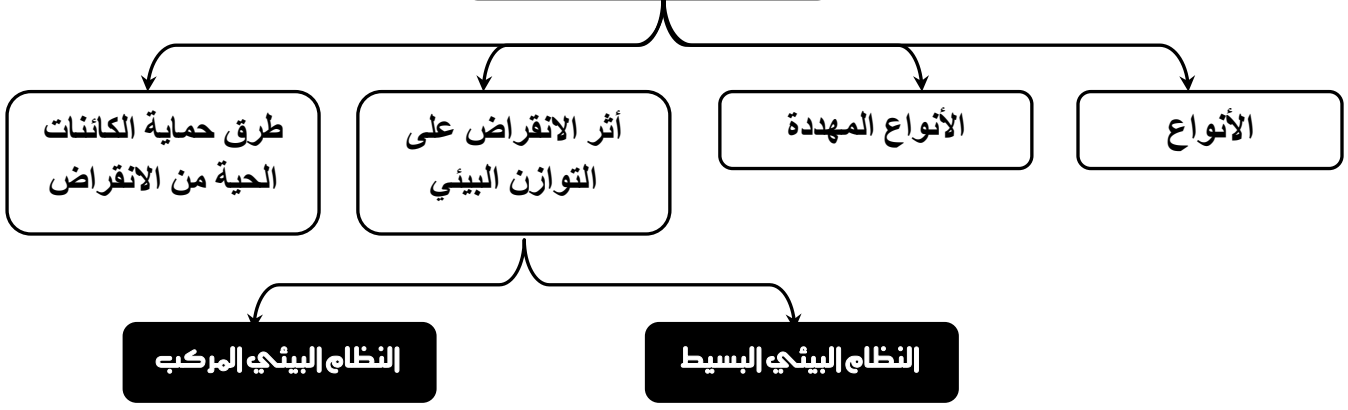 الأنواع
الأنواع المهددة
أثر الانقراض على
التوازن البيئي
طرق حماية الكائنات
الحية من الانقراض
النظام البيئي البسيط
النظام البيئي المركب